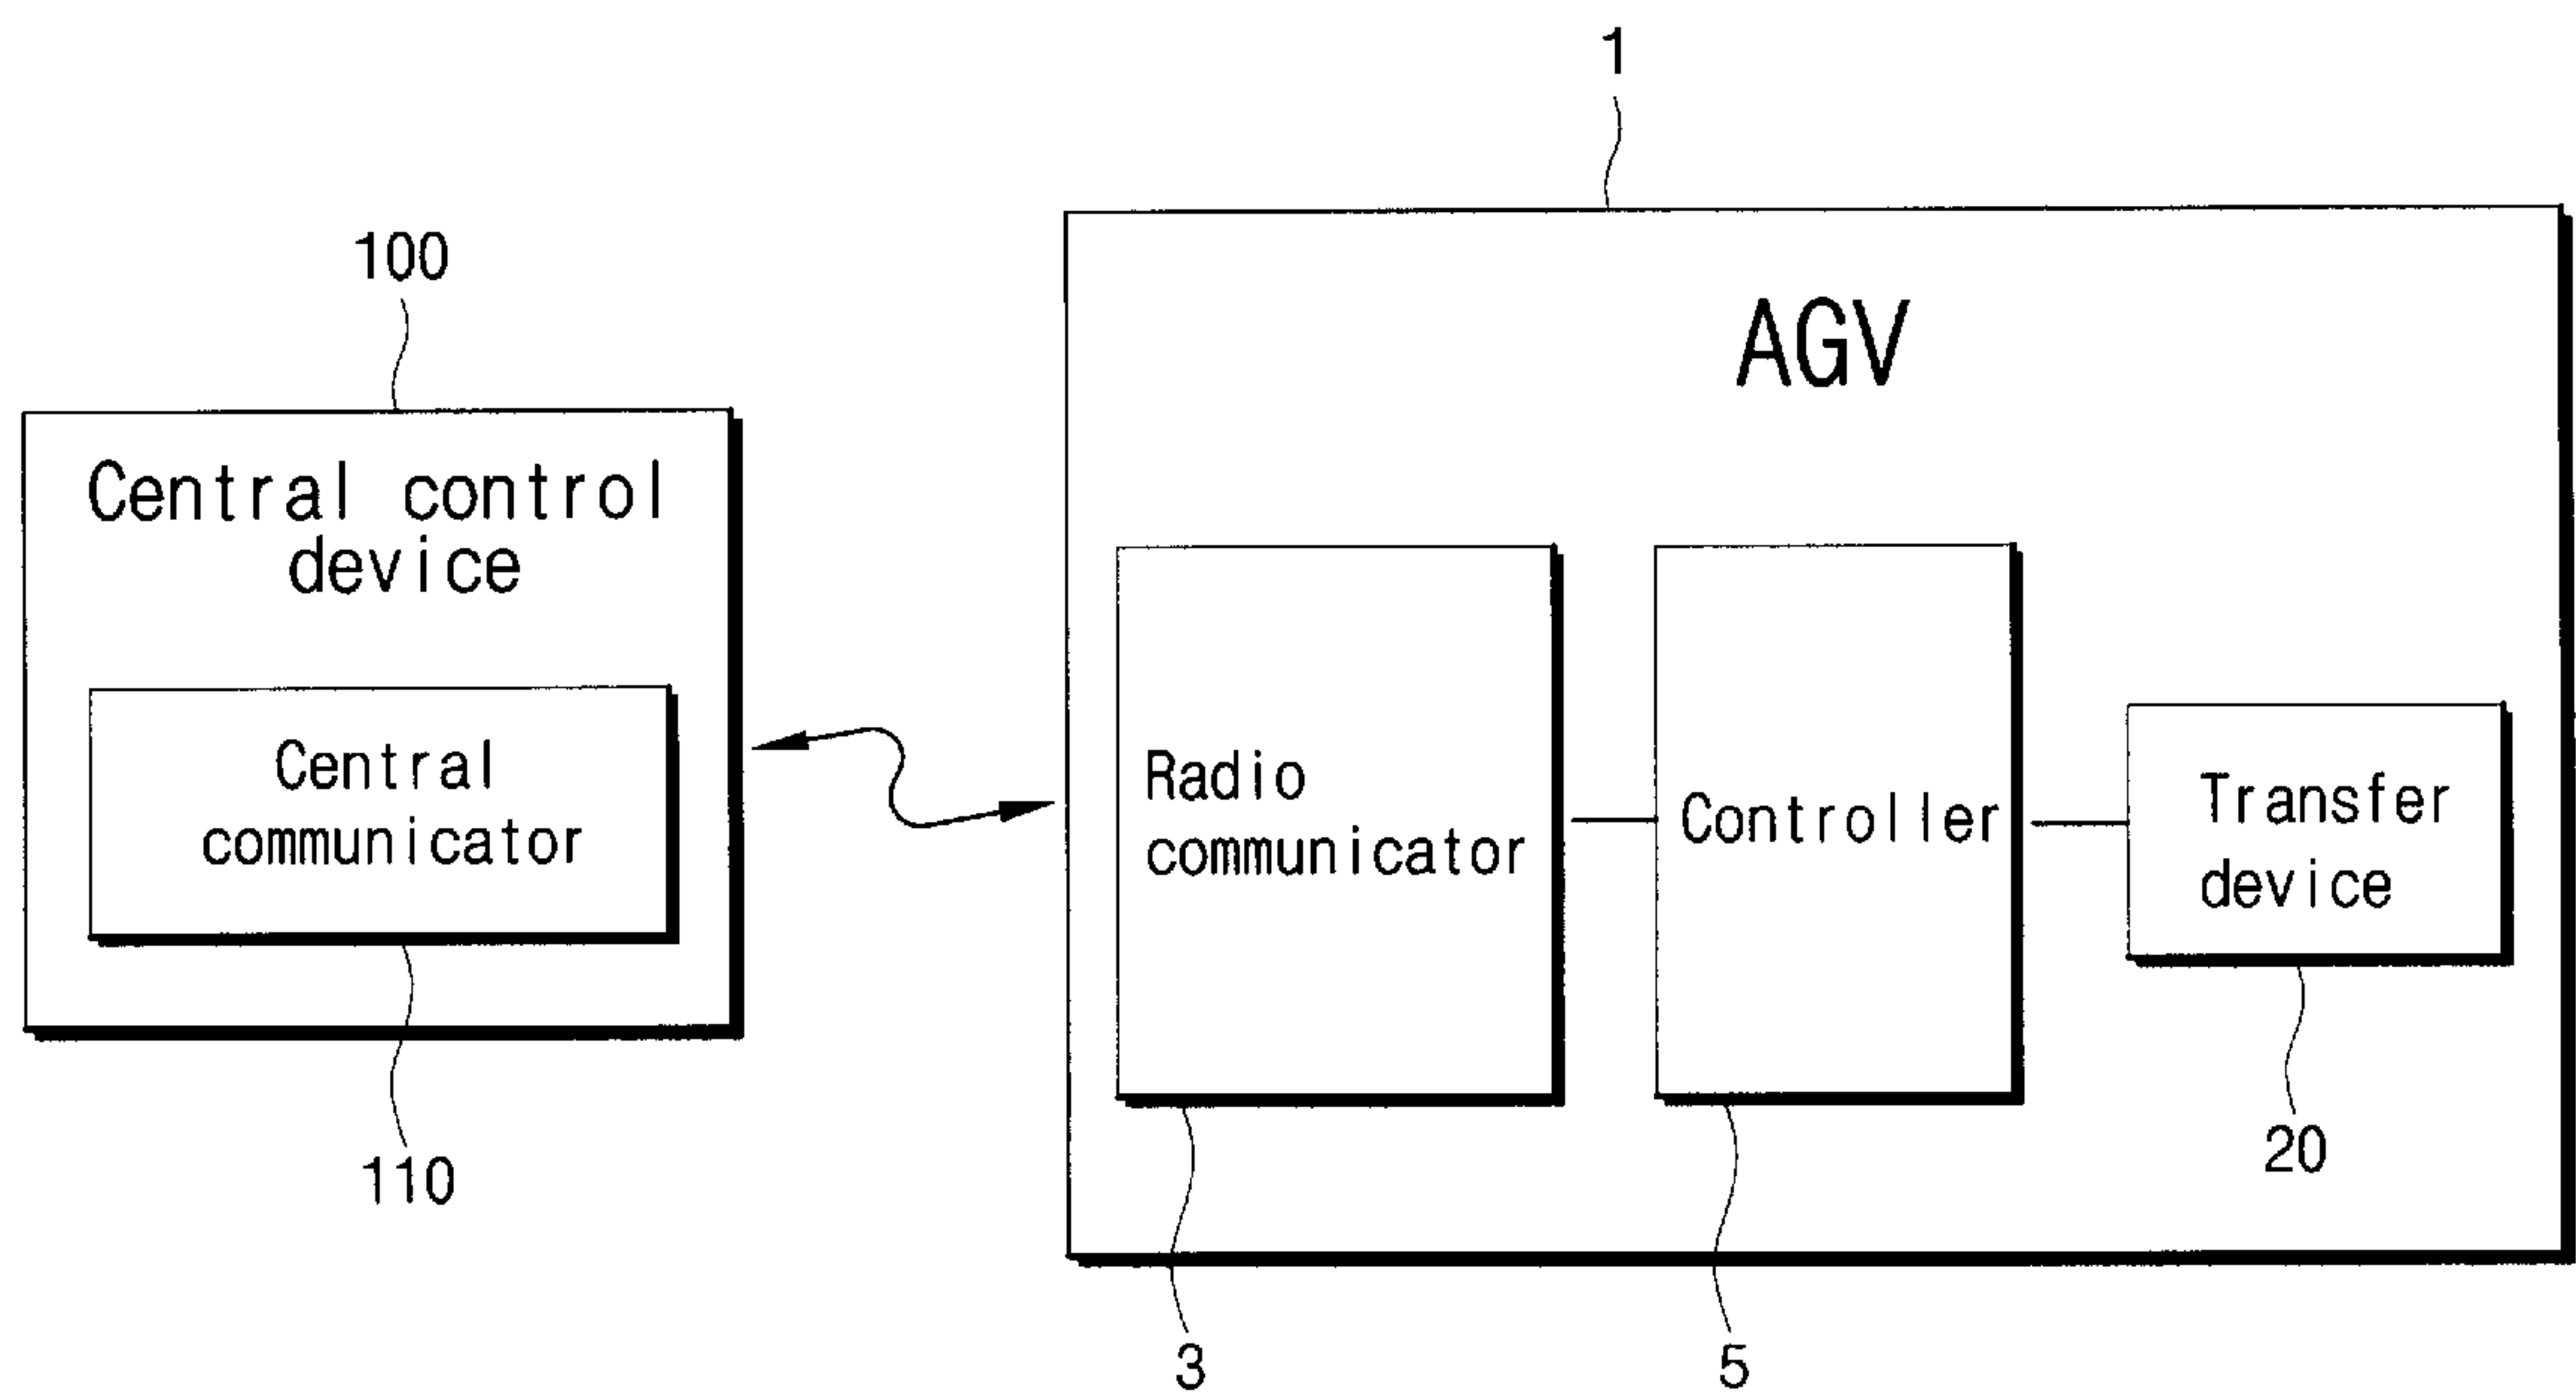 1
100
AGV
Central control
device
Central
communicator
Radio
communicator
Controller
Transfer
device
110
20
3
5